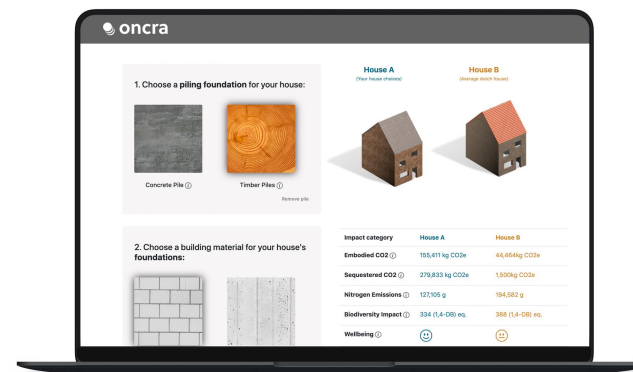 oncra
1. Choose a piling foundation for your house:
Concrete Pile
Timber Piles
Remove pile
2. Choose a building material for your house's
foundations:
House A
(Your house choices)
House B
(Average dutch house)
Impact category House A House B
Embodied CO2 155,411 kg CO2e 44,464kg CO2e
Sequestered CO2 279,833 kg CO2e 1,500kg CO2e
Nitrogen Emissions 127,105 g 194,582 g
Biodiversity Impact 334 (1,4-DB) eq. 388 (1,4-DB) eq.
Wellbeing